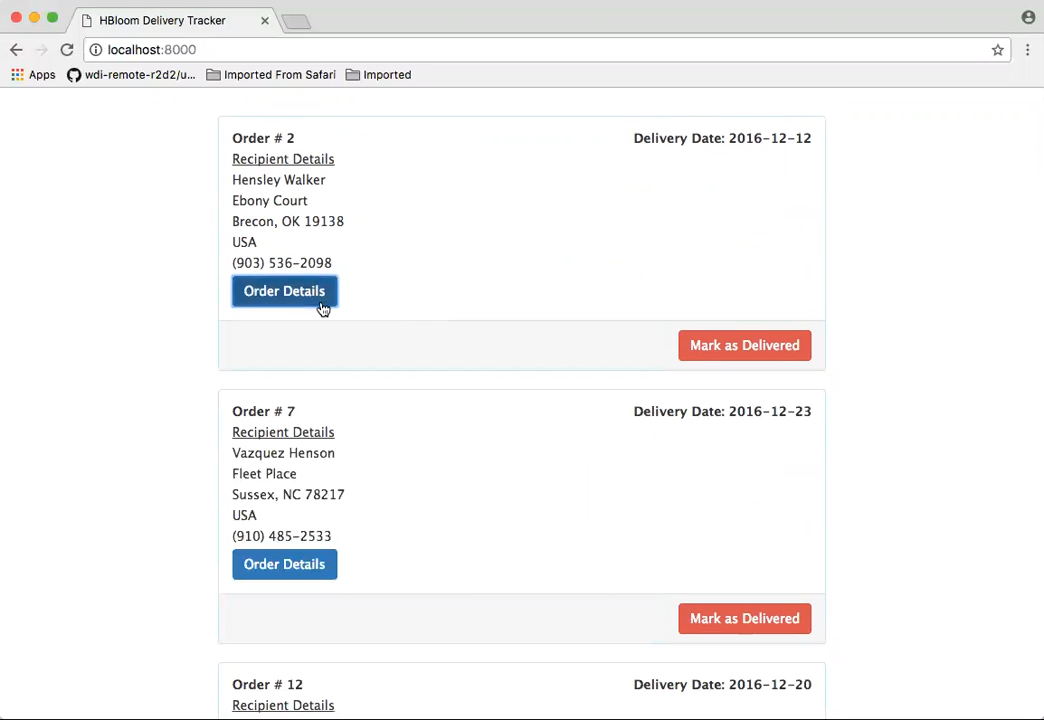 HBloom Delivery Tracker
localhost:8000
Apps wdi-remote-r2d2/u... Imported From Safari Imported
Order # 2 Delivery Date: 2016-12-12
Recipient Details
Hensley Walker
Ebony Court
Brecon, OK 19138
USA
(903) 536-2098
Order Details
Mark as Delivered
Order # 7 Delivery Date: 2016-12-23
Recipient Details
Vazquez Henson
Fleet Place
Sussex, NC 78217
USA
(910) 485-2533
Order Details
Mark as Delivered
Order # 12 Delivery Date: 2016-12-20
Recipient Details